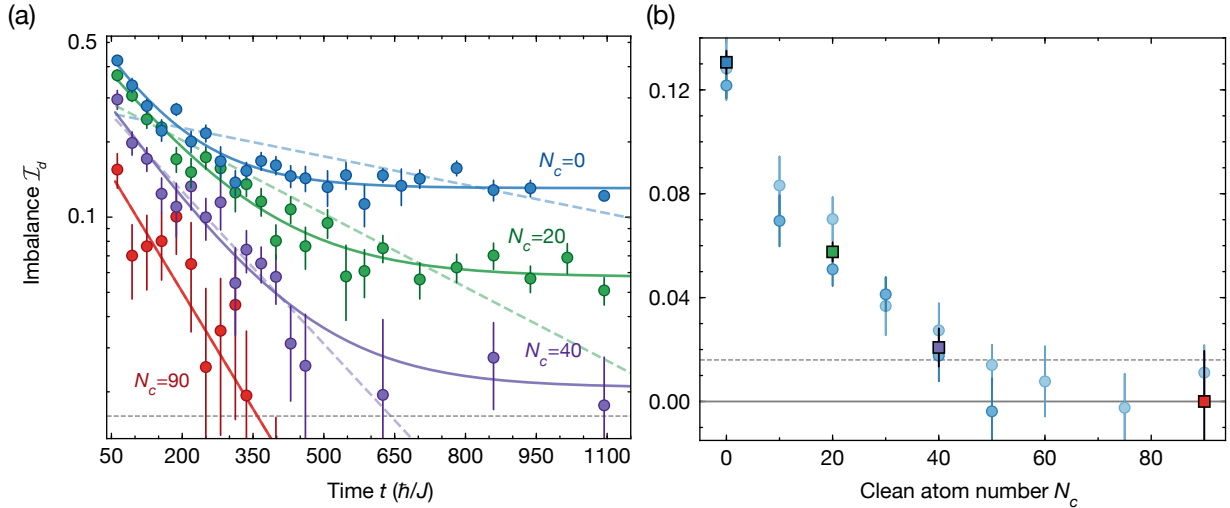 (a)
0.5
0.1
Imbalance 𝓘_d
N_c=0
N_c=20
N_c=40
N_c=90
50 200 350 500 650 800 950 1100
Time t (ħ/J)
(b)
0.12
0.08
0.04
0.00
0 20 40 60 80
Clean atom number N_c